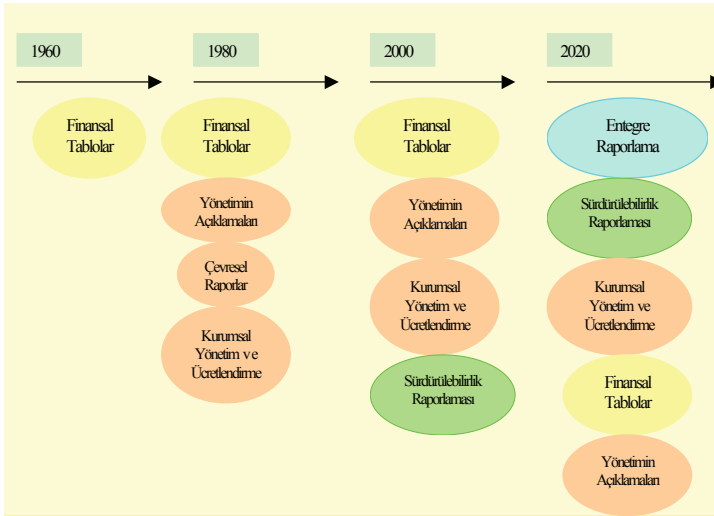 1960
1980
2000
2020
Finansal
Tablolar
Finansal
Tablolar
Yönetimin
Açıklamaları
Çevresel
Raporlar
Kurumsal
Yönetim ve
Ücretlendirme
Finansal
Tablolar
Yönetimin
Açıklamaları
Kurumsal
Yönetim ve
Ücretlendirme
Sürdürülebilirlik
Raporlaması
Entegre
Raporlama
Sürdürülebilirlik
Raporlaması
Kurumsal
Yönetim ve
Ücretlendirme
Finansal
Tablolar
Yönetimin
Açıklamaları